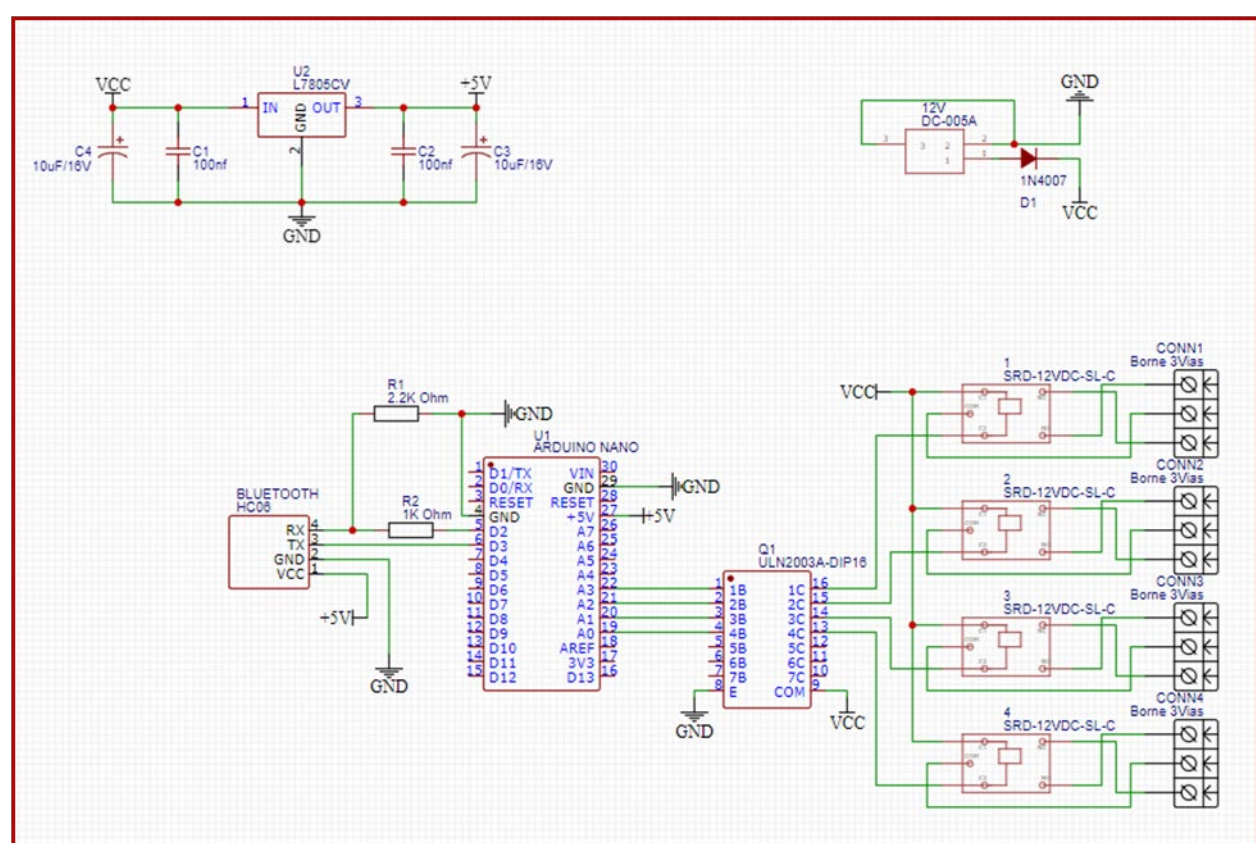 VCC
U2
L7805CV
+5V
1
IN
GND
OUT
3
2
C4
10uF/16V
C1
100nf
C2
100nf
C3
10uF/16V
GND
GND
12V
DC-005A
3
3
2
2
1
1
1N4007
D1
VCC
R1
2.2K Ohm
GND
U1
ARDUINO NANO
BLUETOOTH
HC06
R2
1K Ohm
RX 4
TX 3
GND 2
VCC 1
+5V
GND
1 D1/TX VIN 30
2 D0/RX GND 29
3 RESET RESET 28
4 GND +5V 27
5 D2 A7 26
6 D3 A6 25
7 D4 A5 24
8 D5 A4 23
9 D6 A3 22
10 D7 A2 21
11 D8 A1 20
12 D9 A0 19
13 D10 AREF 18
14 D11 3V3 17
15 D12 D13 16
GND
+5V
Q1
ULN2003A-DIP16
1 1B 1C 16
2 2B 2C 15
3 3B 3C 14
4 4B 4C 13
5 5B 5C 12
6 6B 6C 11
7 7B 7C 10
8 E COM 9
GND
VCC
VCC
1
SRD-12VDC-SL-C
COM
CONN1
Borne 3Vias
2
SRD-12VDC-SL-C
COM
CONN2
Borne 3Vias
3
SRD-12VDC-SL-C
COM
CONN3
Borne 3Vias
4
SRD-12VDC-SL-C
COM
CONN4
Borne 3Vias